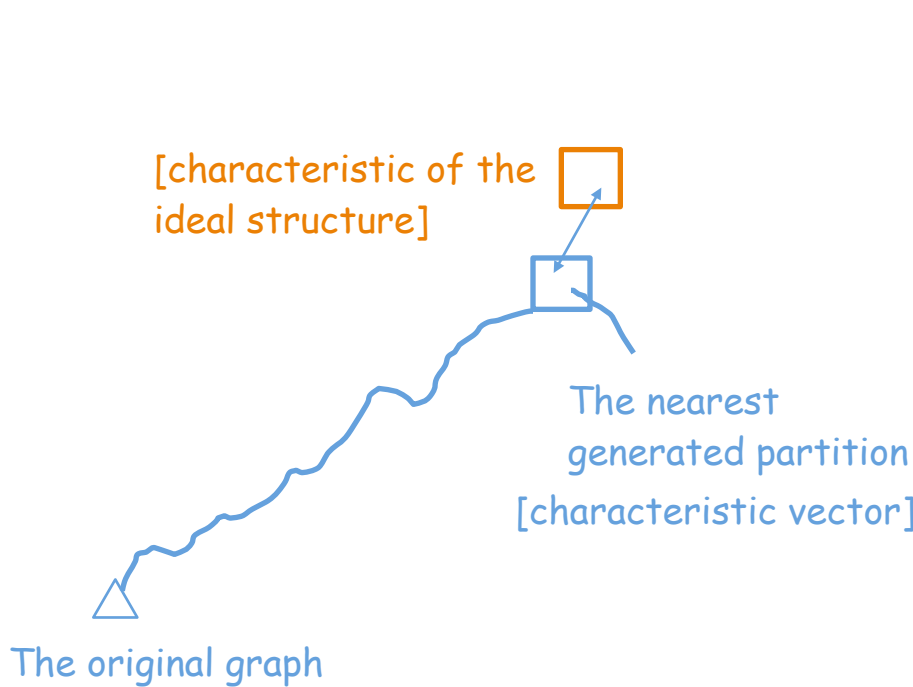 [characteristic of the
ideal structure]
The nearest
generated partition
[characteristic vector]
The original graph